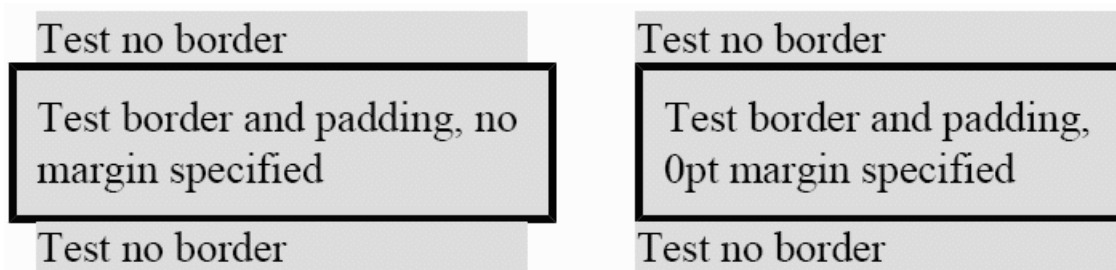 Test no border
Test border and padding, no
margin specified
Test no border
Test no border
Test border and padding,
0pt margin specified
Test no border